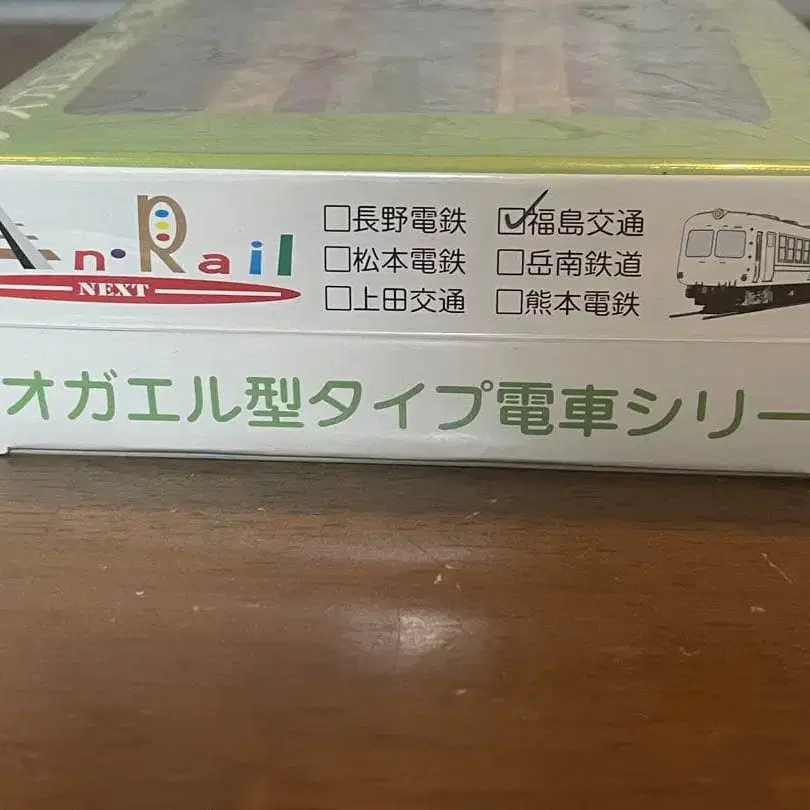 n・Rail
NEXT
□長野電鉄 ☑福島交通
□松本電鉄 □岳南鉄道
□上田交通 □熊本電鉄
オガエル型タイプ電車シリー